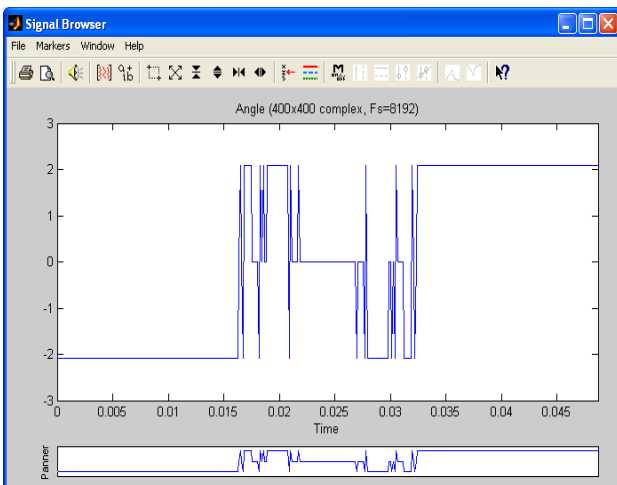 Signal Browser
File Markers Window Help
Angle (400x400 complex, Fs=8192)
3
2
1
0
-1
-2
-3
0 0.005 0.01 0.015 0.02 0.025 0.03 0.035 0.04 0.045
Time
Panner